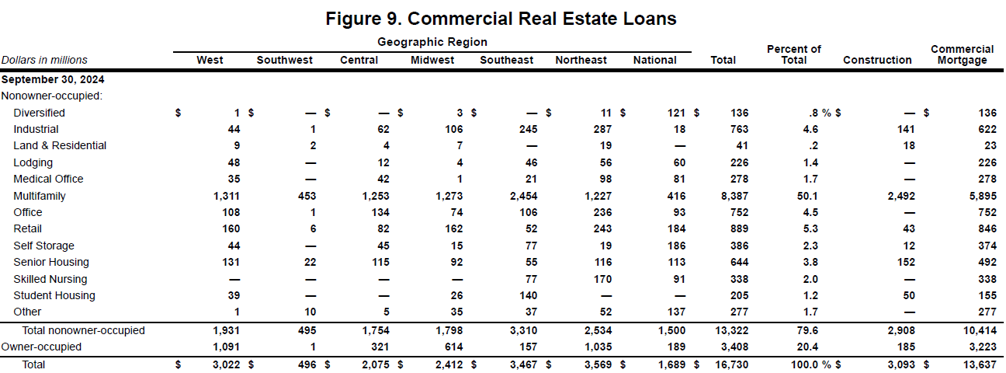 Figure 9. Commercial Real Estate Loans
Geographic Region
Dollars in millions West Southwest Central Midwest Southeast Northeast National Total Percent of Total Construction Commercial Mortgage
September 30, 2024
Nonowner-occupied:
Diversified $ 1 $ — $ — $ 3 $ — $ 11 $ 121 $ 136 .8 % $ — $ 136
Industrial 44 1 62 106 245 287 18 763 4.6 141 622
Land & Residential 9 2 4 7 — 19 — 41 .2 18 23
Lodging 48 — 12 4 46 56 60 226 1.4 — 226
Medical Office 35 — 42 1 21 98 81 278 1.7 — 278
Multifamily 1,311 453 1,253 1,273 2,454 1,227 416 8,387 50.1 2,492 5,895
Office 108 1 134 74 106 236 93 752 4.5 — 752
Retail 160 6 82 162 52 243 184 889 5.3 43 846
Self Storage 44 — 45 15 77 19 186 386 2.3 12 374
Senior Housing 131 22 115 92 55 116 113 644 3.8 152 492
Skilled Nursing — — — — 77 170 91 338 2.0 — 338
Student Housing 39 — — 26 140 — — 205 1.2 50 155
Other 1 10 5 35 37 52 137 277 1.7 — 277
Total nonowner-occupied 1,931 495 1,754 1,798 3,310 2,534 1,500 13,322 79.6 2,908 10,414
Owner-occupied 1,091 1 321 614 157 1,035 189 3,408 20.4 185 3,223
Total $ 3,022 $ 496 $ 2,075 $ 2,412 $ 3,467 $ 3,569 $ 1,689 $ 16,730 100.0 % $ 3,093 $ 13,637